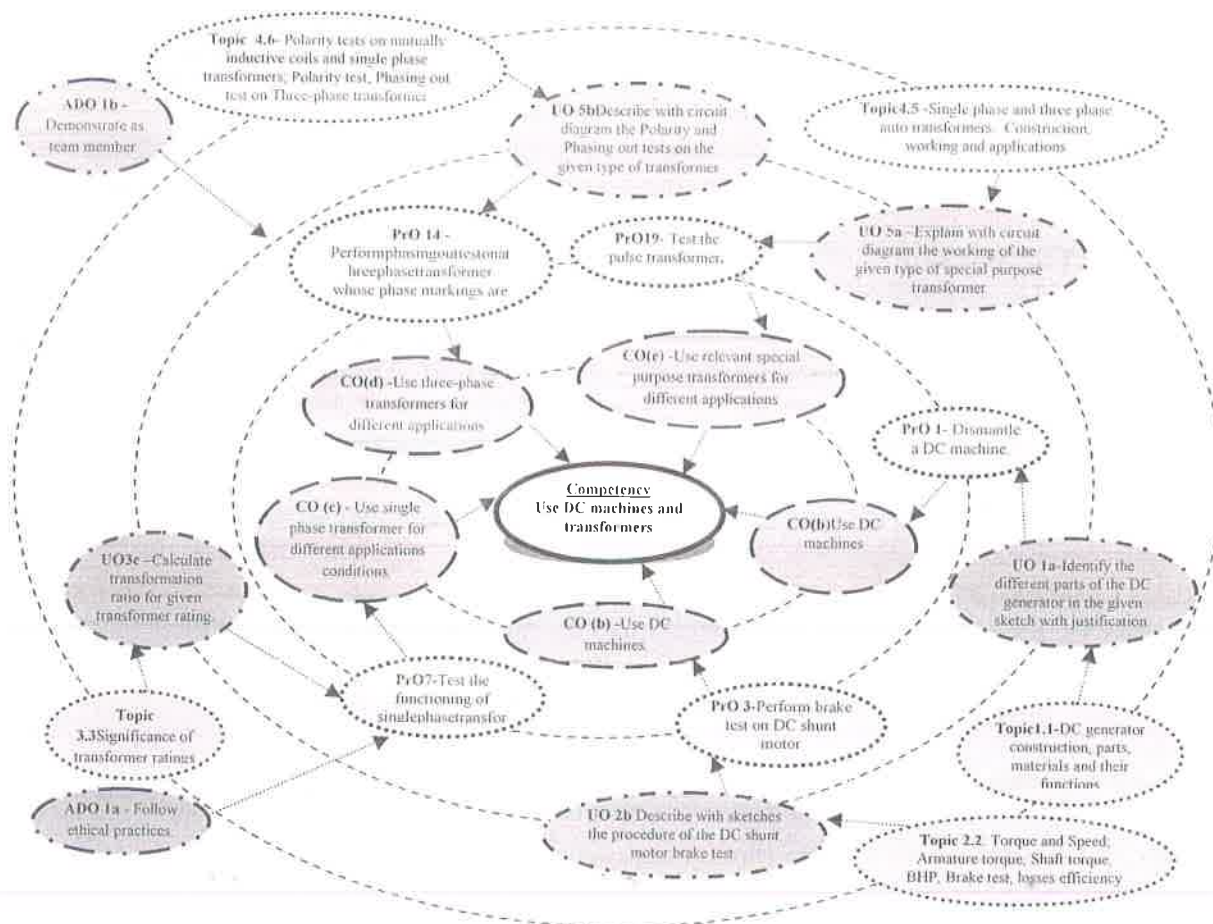 Topic 4.6- Polarity tests on mutually
inductive coils and single phase
transformers; Polarity test, Phasing out
test on Three-phase transformer
ADO 1b -
Demonstrate as
team member
UO 5bDescribe with circuit
diagram the Polarity and
Phasing out tests on the
given type of transformer
Topic4.5 -Single phase and three phase
auto transformers. Construction,
working and applications
PrO 14 -
Performphasingouttestonat
hreephasetransformer
whose phase markings are
PrO19- Test the
pulse transformer.
UO 5a -Explain with circuit
diagram the working of the
given type of special purpose
transformer
CO(d) -Use three-phase
transformers for
different applications
CO(e) -Use relevant special
purpose transformers for
different applications
PrO 1- Dismantle
a DC machine.
Competency
Use DC machines and
transformers
CO (c) - Use single
phase transformer for
different applications
conditions.
CO(b)Use DC
machines
UO3c –Calculate
transformation
ratio for given
transformer rating.
UO 1a-Identify the
different parts of the DC
generator in the given
sketch with justification.
CO (b) -Use DC
machines.
PrO7-Test the
functioning of
singlephasetransfor
PrO 3-Perform brake
test on DC shunt
motor
Topic
3.3Significance of
transformer ratings
Topic1.1-DC generator
construction, parts,
materials and their
functions
ADO 1a - Follow
ethical practices.
UO 2b Describe with sketches
the procedure of the DC shunt
motor brake test.
Topic 2.2. Torque and Speed;
Armature torque, Shaft torque,
BHP, Brake test, losses efficiency